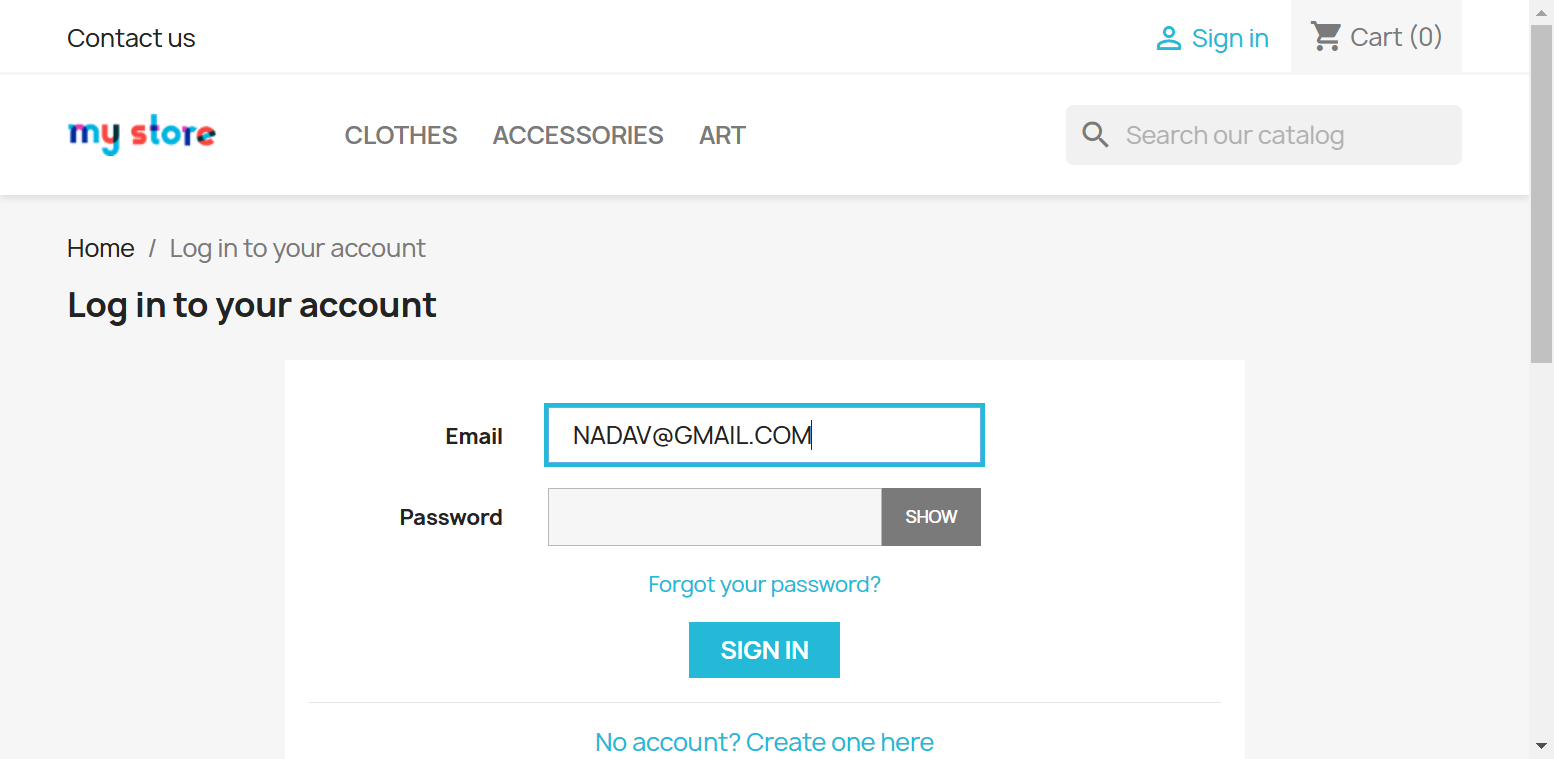 Contact us
Sign in
Cart (0)
my store
CLOTHES ACCESSORIES ART
Search our catalog
Home / Log in to your account
Log in to your account
Email NADAV@GMAIL.COM
Password SHOW
Forgot your password?
SIGN IN
No account? Create one here